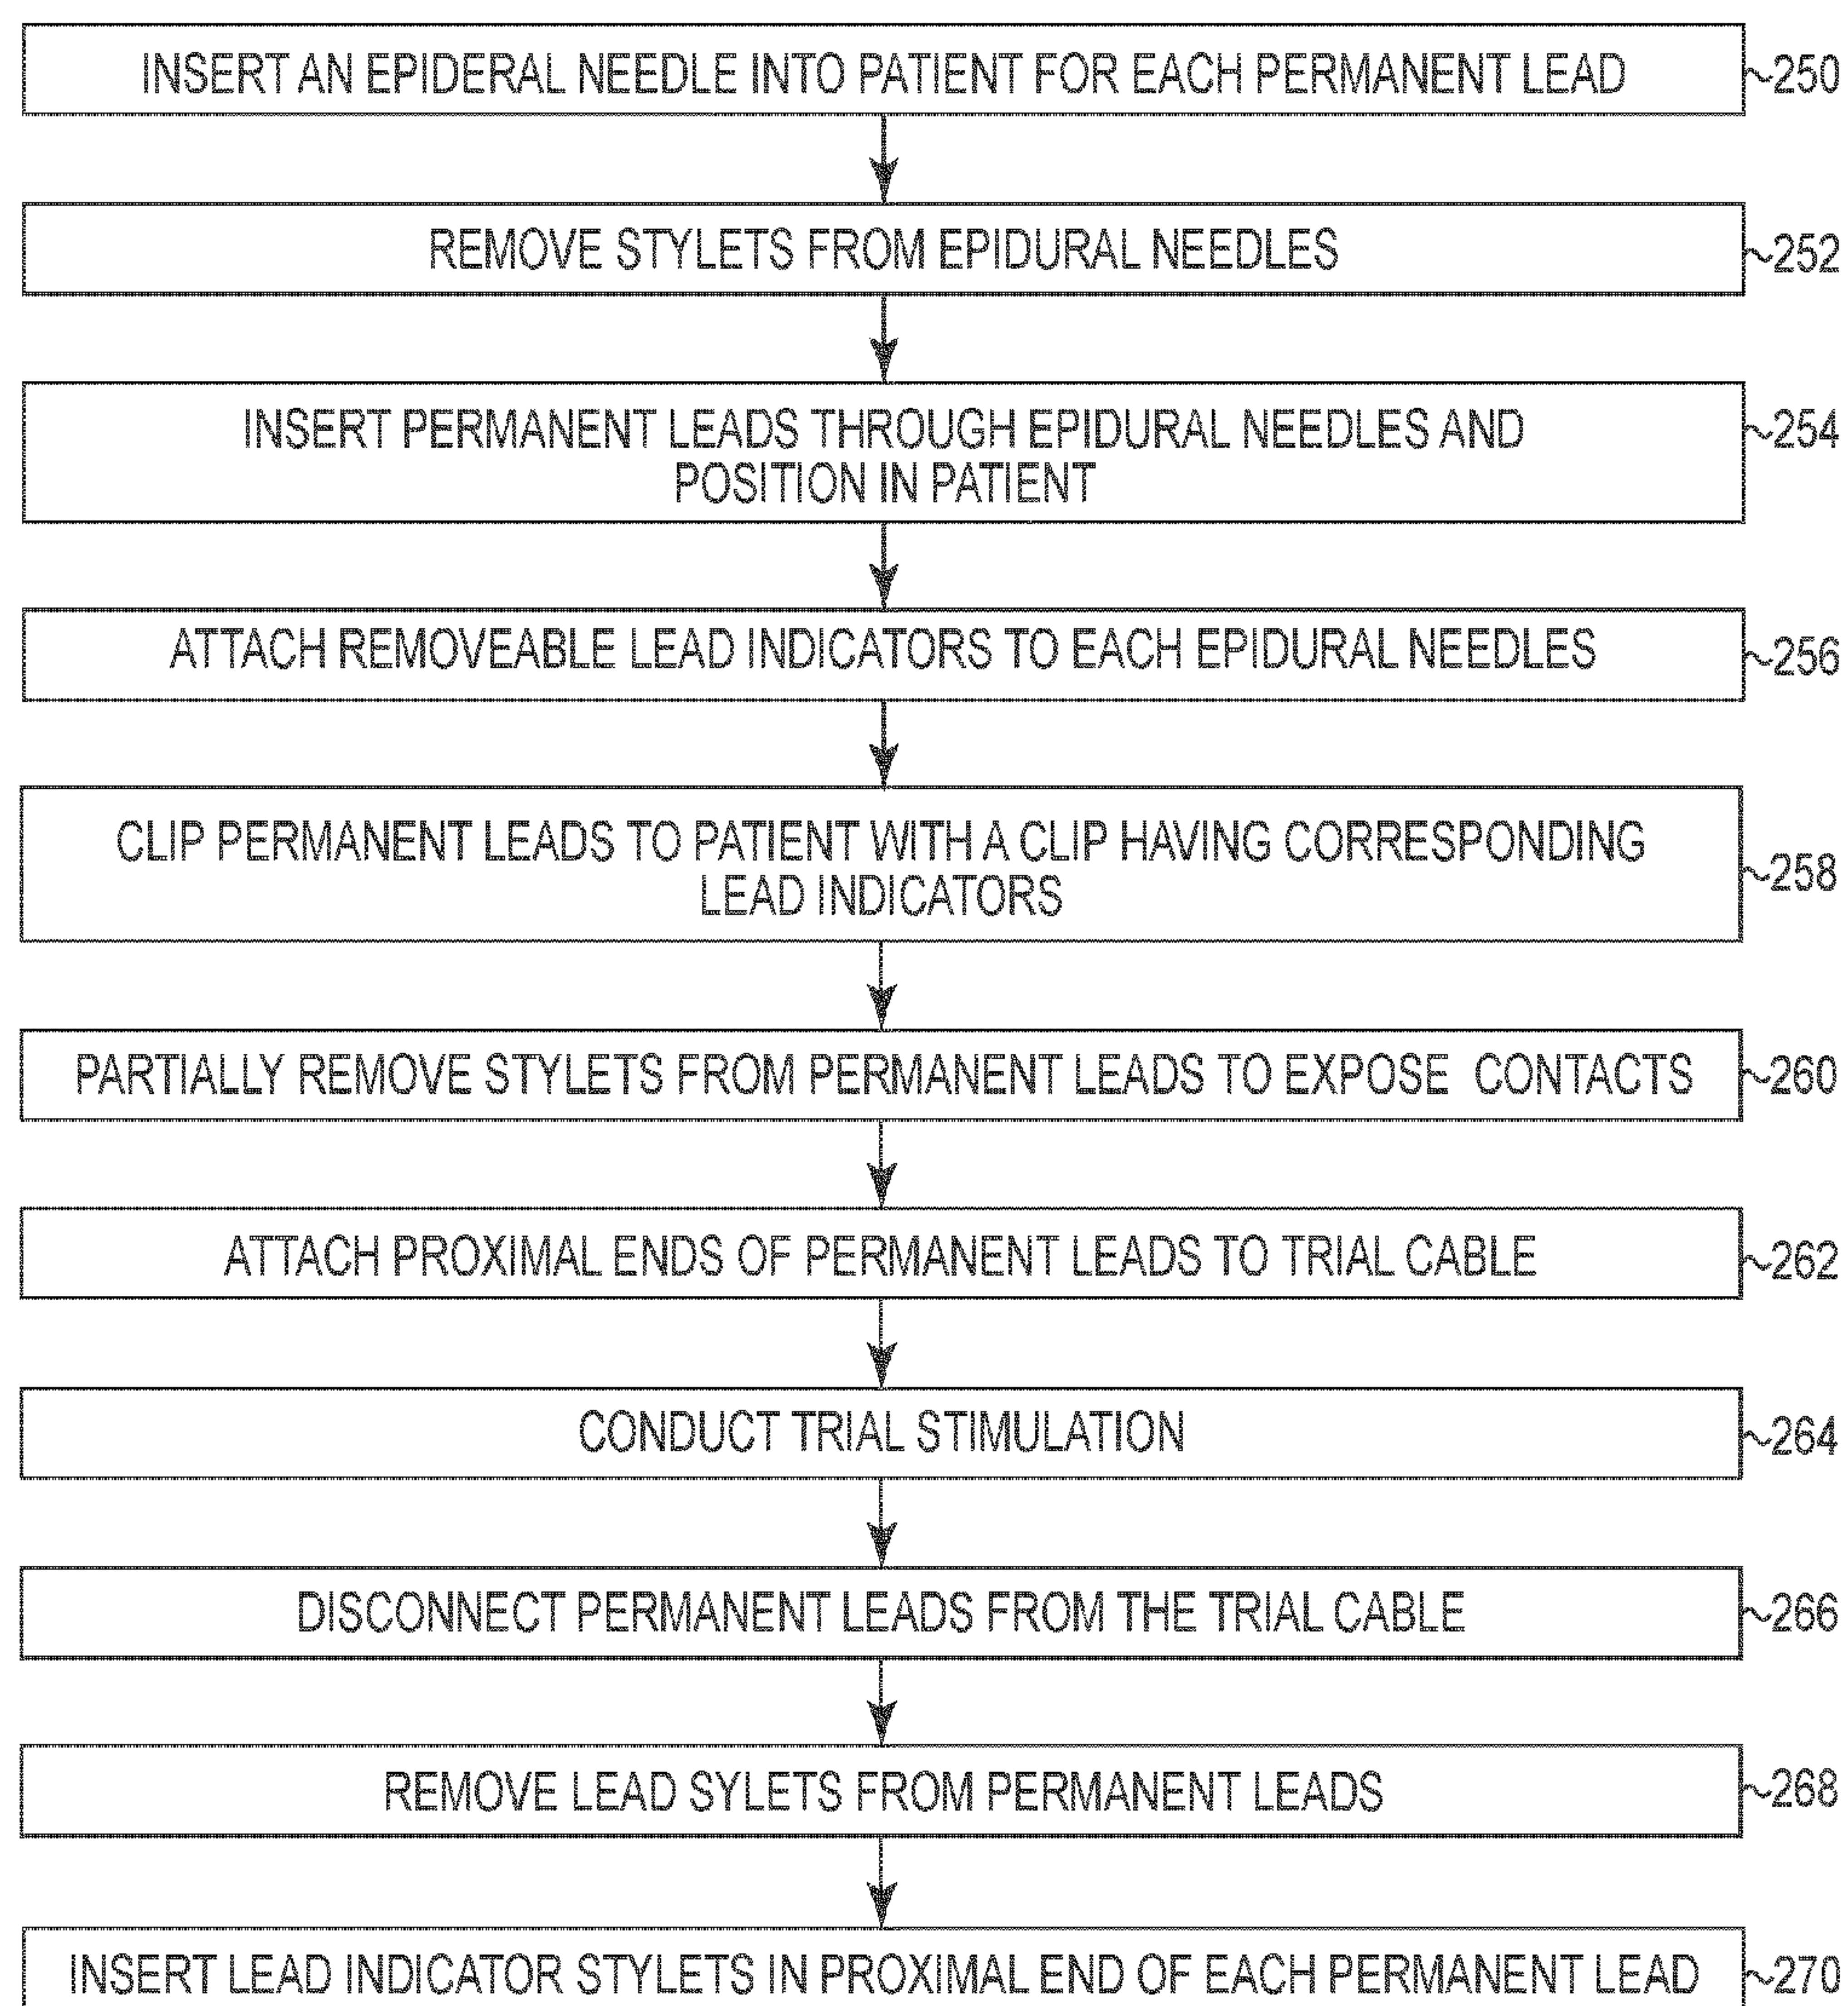 INSERT AN EPIDERAL NEEDLE INTO PATIENT FOR EACH PERMANENT LEAD
250
REMOVE STYLETS FROM EPIDURAL NEEDLES
252
INSERT PERMANENT LEADS THROUGH EPIDURAL NEEDLES AND
POSITION IN PATIENT
254
ATTACH REMOVEABLE LEAD INDICATORS TO EACH EPIDURAL NEEDLES
256
CLIP PERMANENT LEADS TO PATIENT WITH A CLIP HAVING CORRESPONDING
LEAD INDICATORS
258
PARTIALLY REMOVE STYLETS FROM PERMANENT LEADS TO EXPOSE CONTACTS
260
ATTACH PROXIMAL ENDS OF PERMANENT LEADS TO TRIAL CABLE
262
CONDUCT TRIAL STIMULATION
264
DISCONNECT PERMANENT LEADS FROM THE TRIAL CABLE
266
REMOVE LEAD SYLETS FROM PERMANENT LEADS
268
INSERT LEAD INDICATOR STYLETS IN PROXIMAL END OF EACH PERMANENT LEAD
270